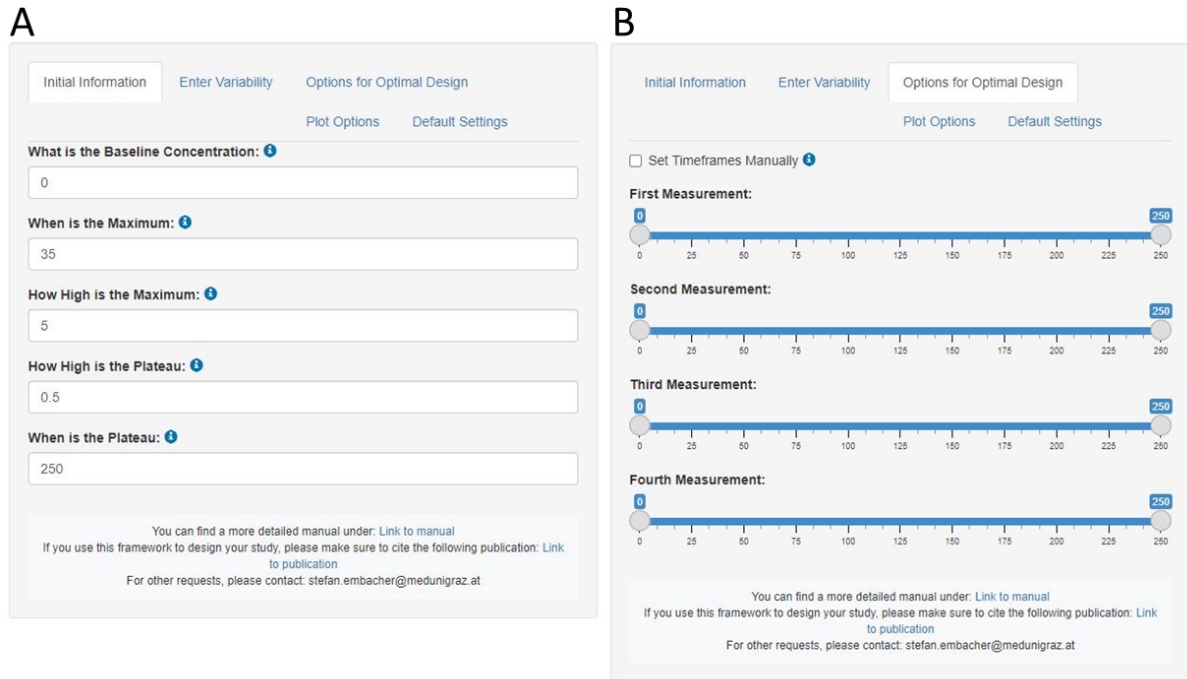 A
Initial Information Enter Variability Options for Optimal Design
Plot Options Default Settings
What is the Baseline Concentration:
0
When is the Maximum:
35
How High is the Maximum:
5
How High is the Plateau:
0.5
When is the Plateau:
250
You can find a more detailed manual under: Link to manual
If you use this framework to design your study, please make sure to cite the following publication: Link
to publication
For other requests, please contact: stefan.embacher@medunigraz.at
B
Initial Information Enter Variability Options for Optimal Design
Plot Options Default Settings
Set Timeframes Manually
First Measurement:
0 250
0 25 50 75 100 125 150 175 200 225 250
Second Measurement:
0 250
0 25 50 75 100 125 150 175 200 225 250
Third Measurement:
0 250
0 25 50 75 100 125 150 175 200 225 250
Fourth Measurement:
0 250
0 25 50 75 100 125 150 175 200 225 250
You can find a more detailed manual under: Link to manual
If you use this framework to design your study, please make sure to cite the following publication: Link
to publication
For other requests, please contact: stefan.embacher@medunigraz.at